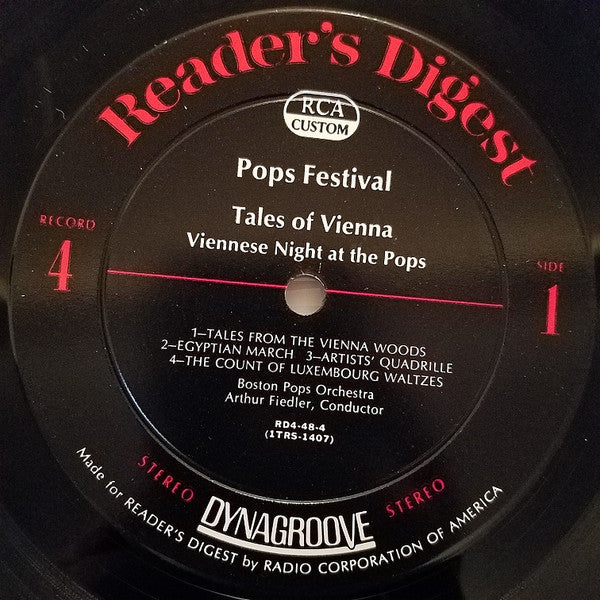 Reader's Digest
RCA
CUSTOM
Pops Festival
Tales of Vienna
Viennese Night at the Pops
RECORD
4
SIDE
1
1—TALES FROM THE VIENNA WOODS
2—EGYPTIAN MARCH 3—ARTISTS' QUADRILLE
4—THE COUNT OF LUXEMBOURG WALTZES
Boston Pops Orchestra
Arthur Fiedler, Conductor
RD4-48-4
(1TRS-1407)
STEREO
DYNAGROOVE
STEREO
Made for READER'S DIGEST by RADIO CORPORATION OF AMERICA